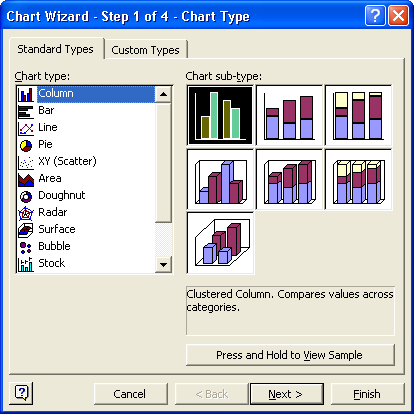 Chart Wizard - Step 1 of 4 - Chart Type
Standard Types
Custom Types
Chart type:
Column
Bar
Line
Pie
XY (Scatter)
Area
Doughnut
Radar
Surface
Bubble
Stock
Chart sub-type:
Clustered Column. Compares values across
categories.
Press and Hold to View Sample
Cancel
< Back
Next >
Finish